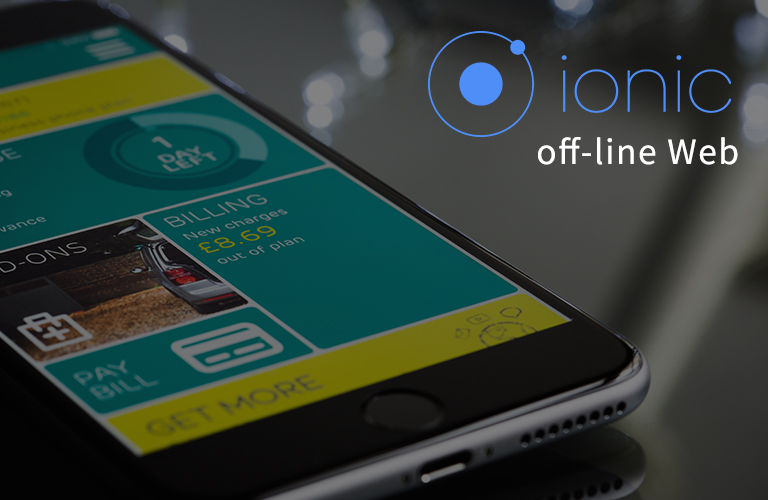 ionic
off-line Web
1
DAY
LEFT
BILLING
New charges
£8.69
out of plan
D-ONS
PAY
BILL
GET MORE